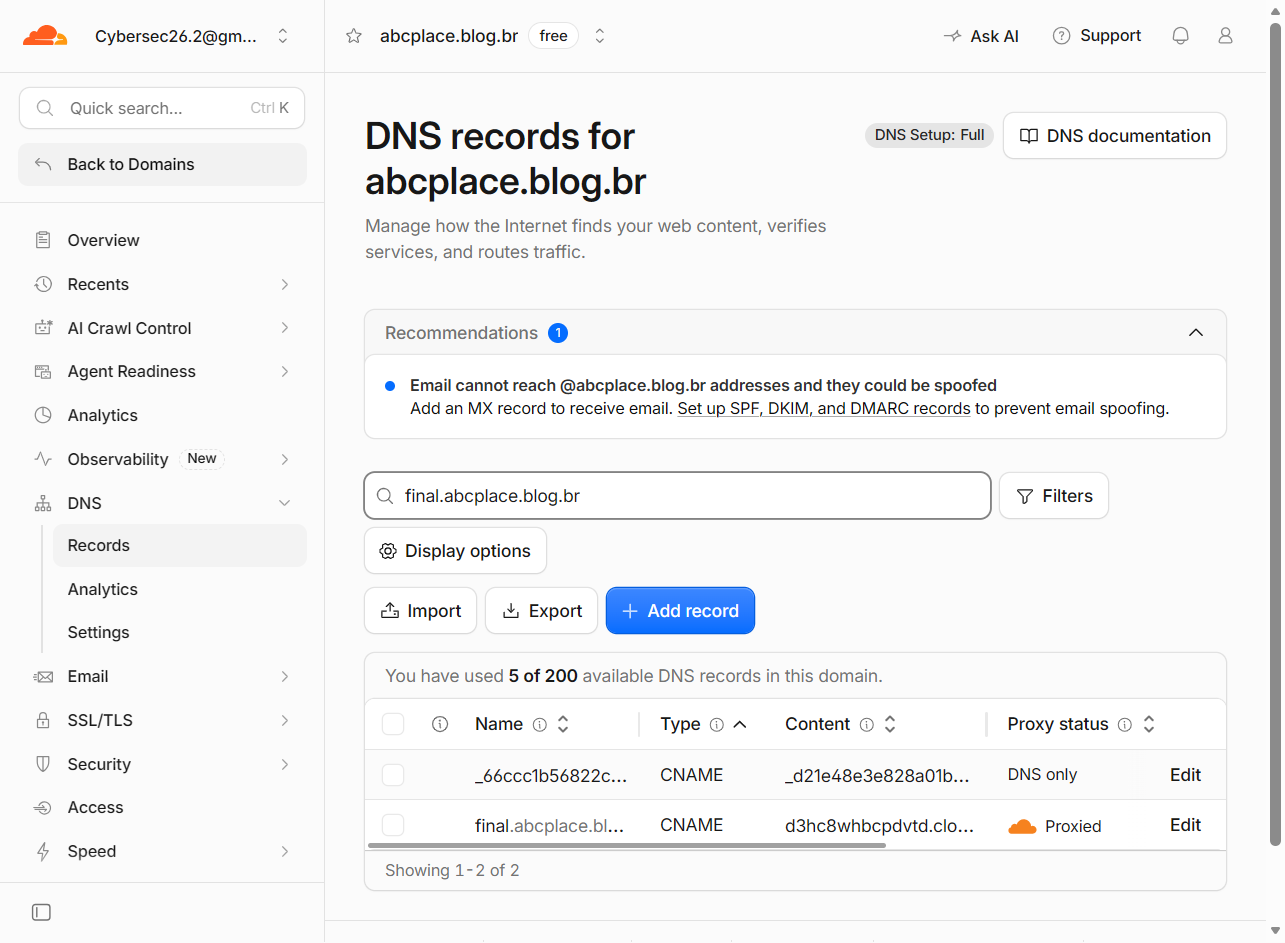 Cybersec26.2@gm...
abcplace.blog.br free
Ask AI
Support
Quick search... Ctrl K
Back to Domains
Overview
Recents
AI Crawl Control
Agent Readiness
Analytics
Observability New
DNS
Records
Analytics
Settings
Email
SSL/TLS
Security
Access
Speed
DNS records for
abcplace.blog.br
DNS Setup: Full
DNS documentation
Manage how the Internet finds your web content, verifies
services, and routes traffic.
Recommendations 1
Email cannot reach @abcplace.blog.br addresses and they could be spoofed
Add an MX record to receive email. Set up SPF, DKIM, and DMARC records to prevent email spoofing.
final.abcplace.blog.br
Filters
Display options
Import Export + Add record
You have used 5 of 200 available DNS records in this domain.
Name Type Content Proxy status
_66ccc1b56822c... CNAME _d21e48e3e828a01b... DNS only Edit
final.abcplace.bl... CNAME d3hc8whbcpdvtd.clo... Proxied Edit
Showing 1-2 of 2